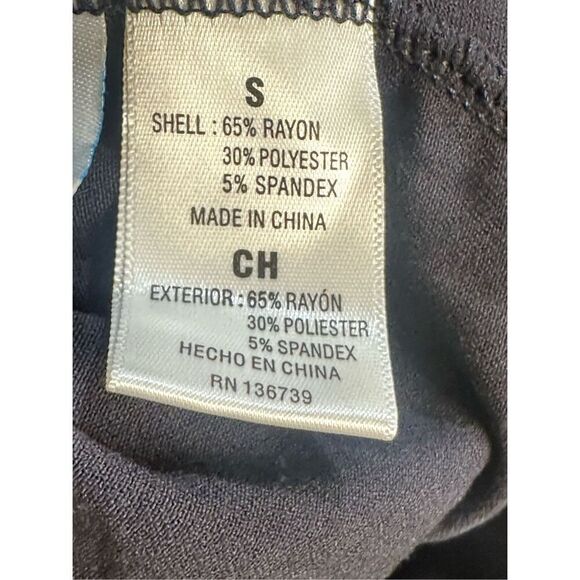 S
SHELL : 65% RAYON
30% POLYESTER
5% SPANDEX
MADE IN CHINA
CH
EXTERIOR : 65% RAYÓN
30% POLIESTER
5% SPANDEX
HECHO EN CHINA
RN 136739